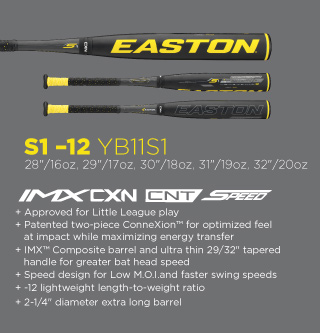 EASTON
EASTON
S1 -12 YB11S1
28"/16oz, 29"/17oz, 30"/18oz, 31"/19oz, 32"/20oz
IMX CXN CNT SPEED
+ Approved for Little League play
+ Patented two-piece ConneXion™ for optimized feel
at impact while maximizing energy transfer
+ IMX™ Composite barrel and ultra thin 29/32" tapered
handle for greater bat head speed
+ Speed design for Low M.O.I.and faster swing speeds
+ -12 lightweight length-to-weight ratio
+ 2-1/4" diameter extra long barrel